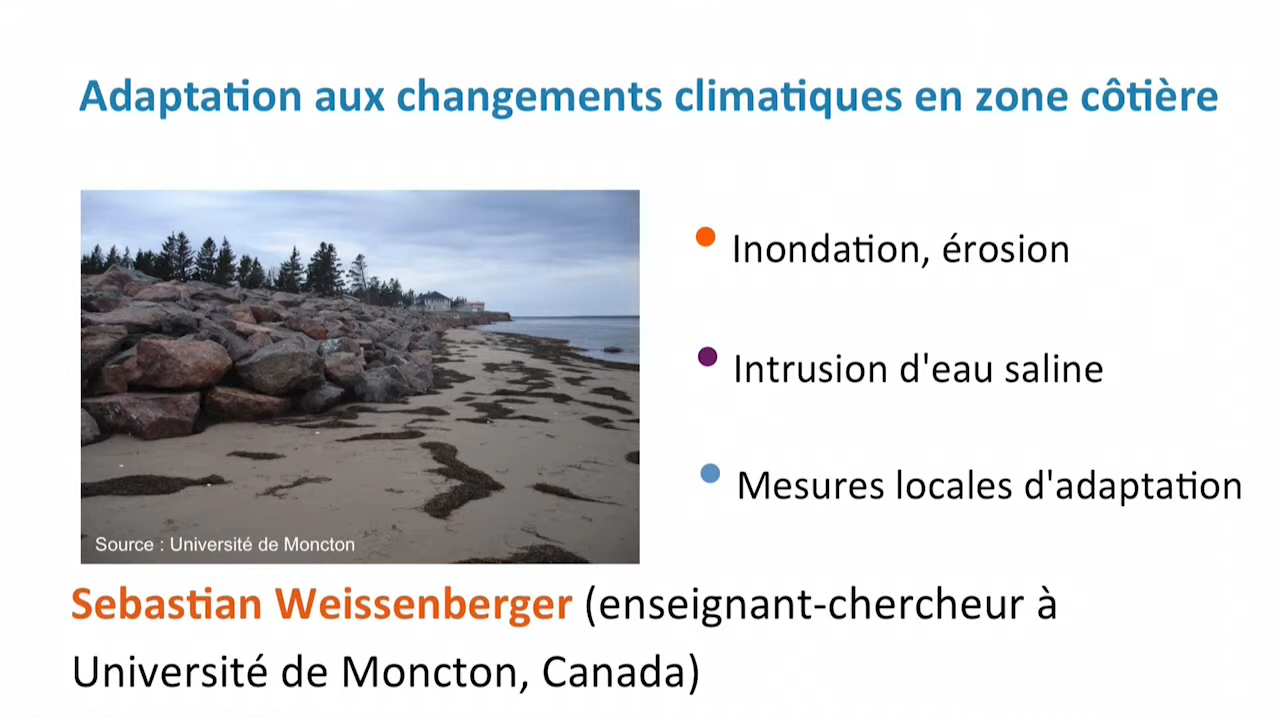 Adaptation aux changements climatiques en zone côtière
Inondation, érosion
Intrusion d'eau saline
Mesures locales d'adaptation
Source : Université de Moncton
Sebastian Weissenberger (enseignant-chercheur à
Université de Moncton, Canada)